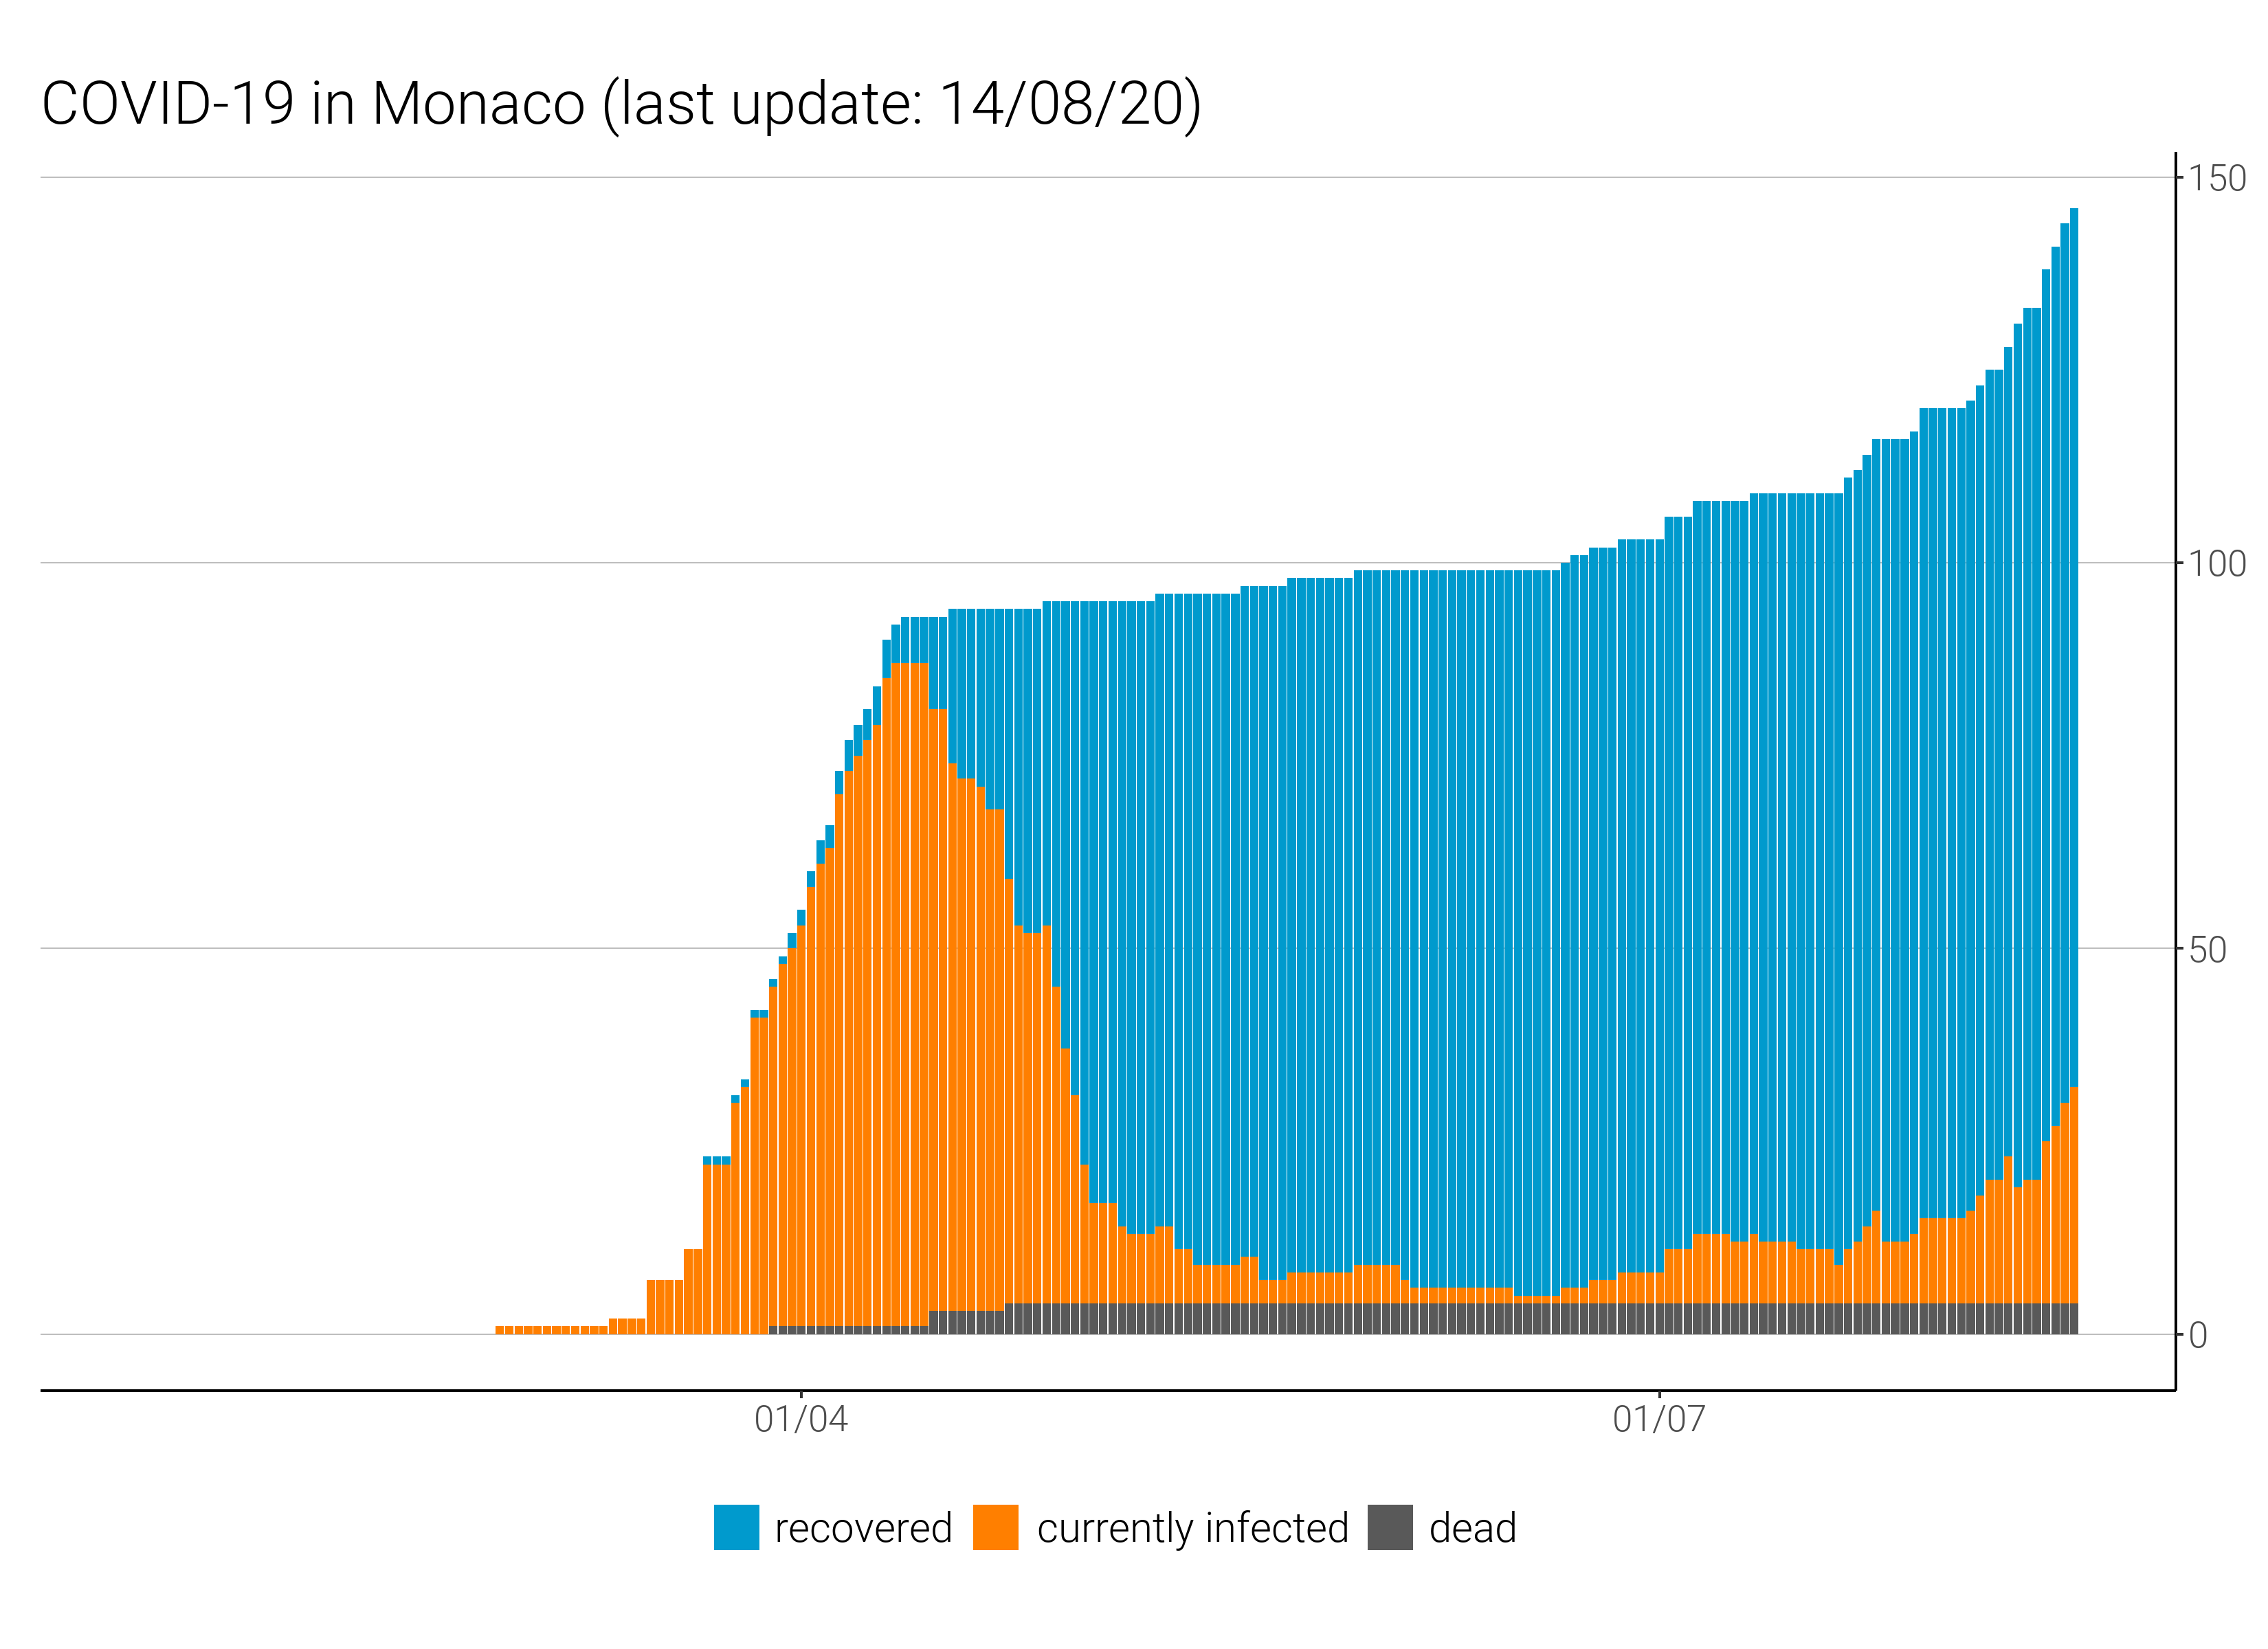 COVID-19 in Monaco (last update: 14/08/20)
150
100
50
0
01/04 01/07
recovered currently infected dead